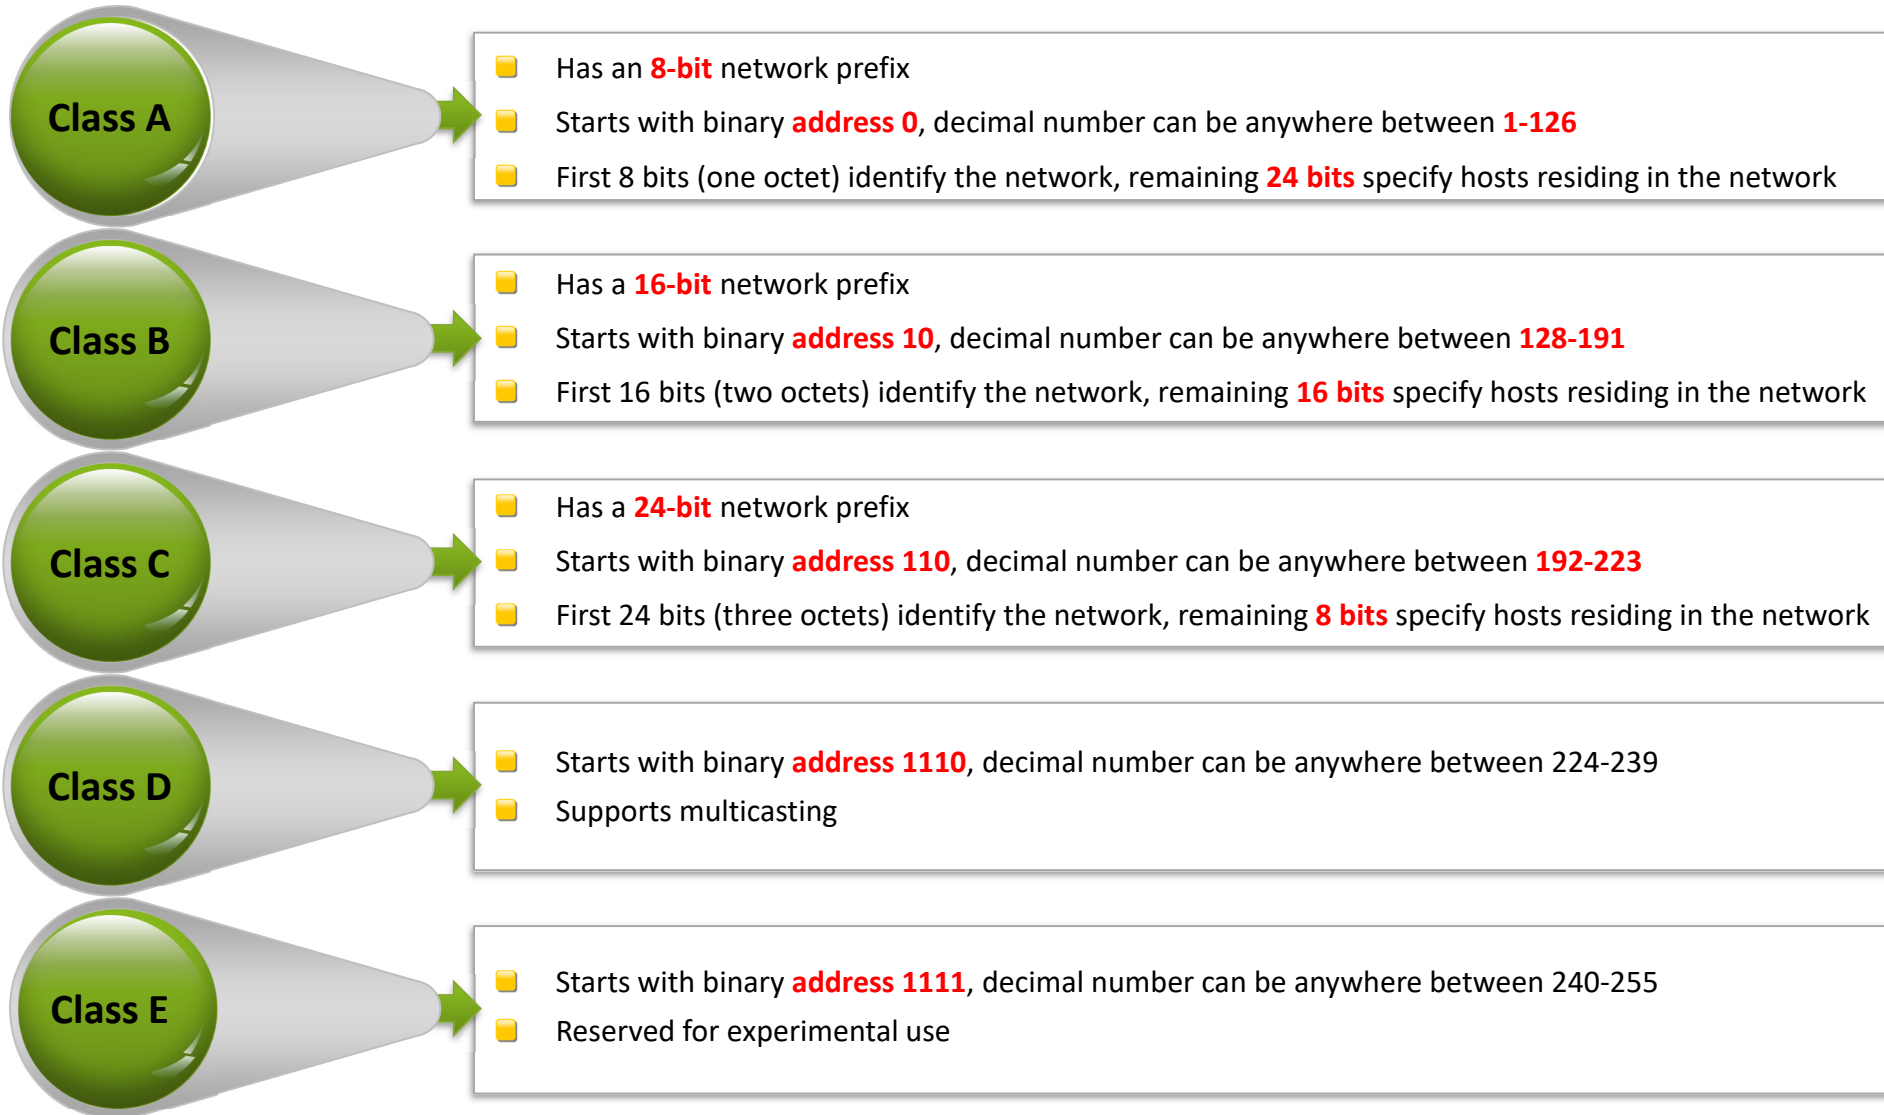 Class A
Has an 8-bit network prefix
Starts with binary address 0, decimal number can be anywhere between 1-126
First 8 bits (one octet) identify the network, remaining 24 bits specify hosts residing in the network
Class B
Has a 16-bit network prefix
Starts with binary address 10, decimal number can be anywhere between 128-191
First 16 bits (two octets) identify the network, remaining 16 bits specify hosts residing in the network
Class C
Has a 24-bit network prefix
Starts with binary address 110, decimal number can be anywhere between 192-223
First 24 bits (three octets) identify the network, remaining 8 bits specify hosts residing in the network
Class D
Starts with binary address 1110, decimal number can be anywhere between 224-239
Supports multicasting
Class E
Starts with binary address 1111, decimal number can be anywhere between 240-255
Reserved for experimental use